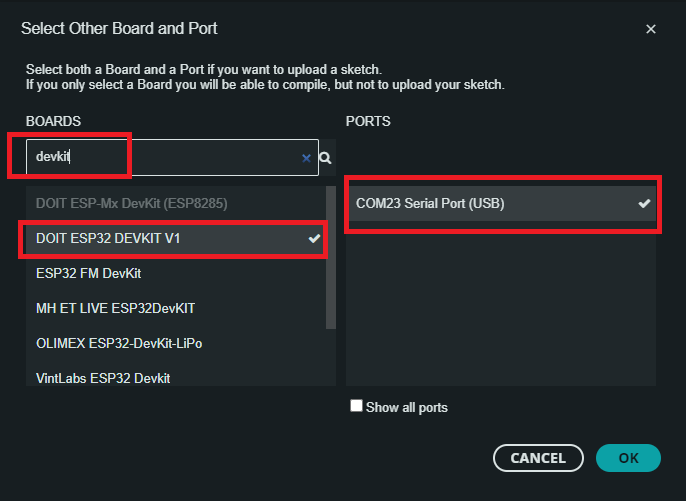 Select Other Board and Port
Select both a Board and a Port if you want to upload a sketch.
If you only select a Board you will be able to compile, but not to upload your sketch.
BOARDS
PORTS
devkit
DOIT ESP-Mx DevKit (ESP8285)
COM23 Serial Port (USB)
DOIT ESP32 DEVKIT V1
ESP32 FM DevKit
MH ET LIVE ESP32DevKIT
OLIMEX ESP32-DevKit-LiPo
VintLabs ESP32 Devkit
Show all ports
CANCEL
OK